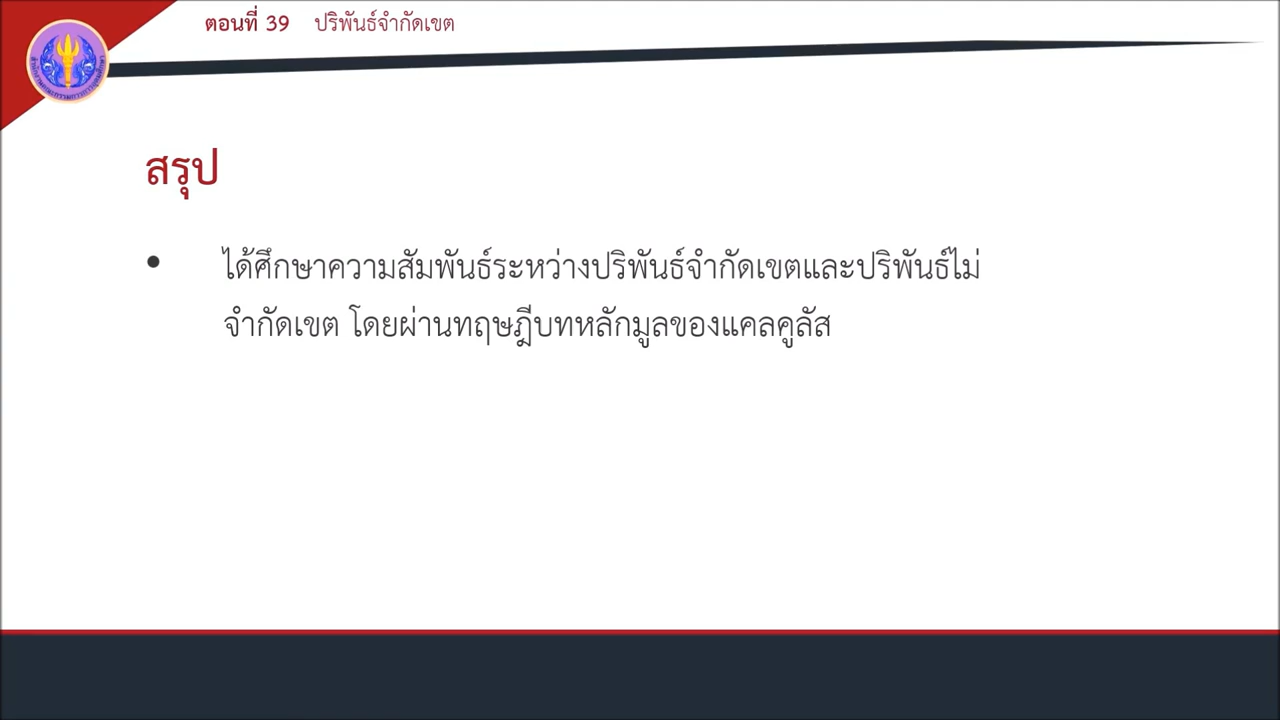 ตอนที่ 39 ปริพันธ์จำกัดเขต
สรุป
• ได้ศึกษาความสัมพันธ์ระหว่างปริพันธ์จำกัดเขตและปริพันธ์ไม่
จำกัดเขต โดยผ่านทฤษฎีบทหลักมูลของแคลคูลัส